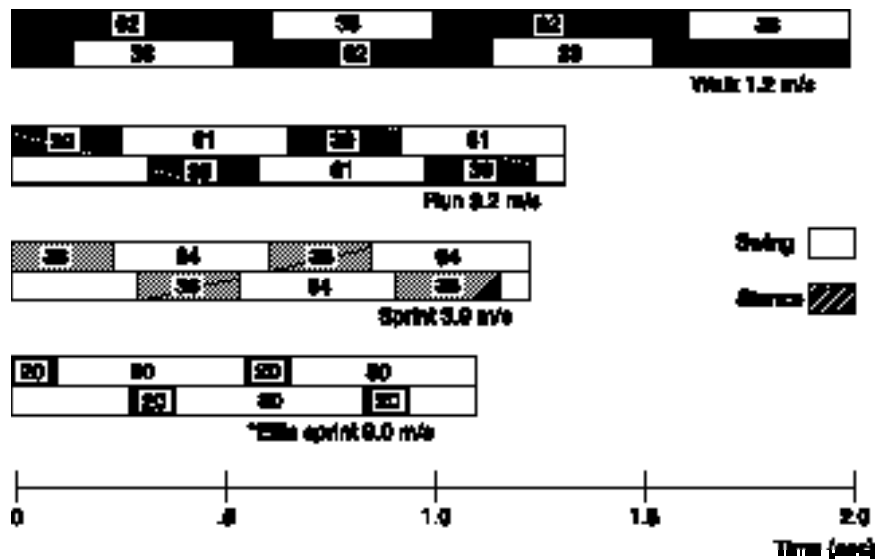 62 38 62 38
38 62 38
Walk 1.2 m/s
39 61 39 61
39 61 39
Run 3.2 m/s
36 64 36 64
36 64 36
Sprint 3.9 m/s
Swing
Stance
20 80 20 80
20 80 20
*Elite sprint 9.0 m/s
0 .5 1.0 1.5 2.0
Time (sec)